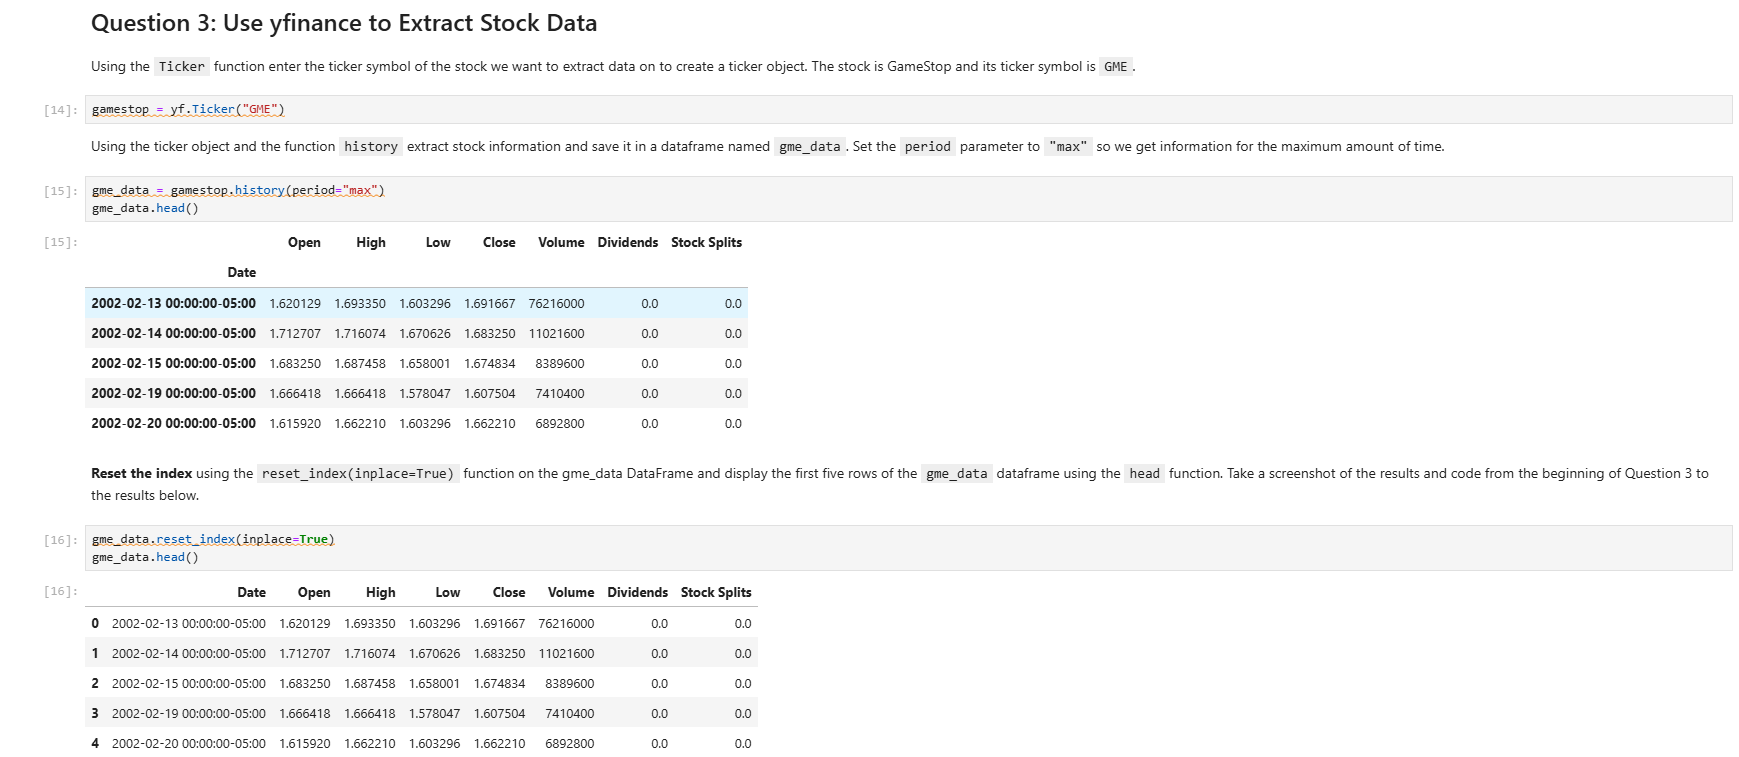 Question 3: Use yfinance to Extract Stock Data
Using the Ticker function enter the ticker symbol of the stock we want to extract data on to create a ticker object. The stock is GameStop and its ticker symbol is GME.
[14]: gamestop = yf.Ticker("GME")
Using the ticker object and the function history extract stock information and save it in a dataframe named gme_data. Set the period parameter to "max" so we get information for the maximum amount of time.
[15]: gme_data = gamestop.history(period="max")
gme_data.head()
[15]: Open High Low Close Volume Dividends Stock Splits
Date
2002-02-13 00:00:00-05:00 1.620129 1.693350 1.603296 1.691667 76216000 0.0 0.0
2002-02-14 00:00:00-05:00 1.712707 1.716074 1.670626 1.683250 11021600 0.0 0.0
2002-02-15 00:00:00-05:00 1.683250 1.687458 1.658001 1.674834 8389600 0.0 0.0
2002-02-19 00:00:00-05:00 1.666418 1.666418 1.578047 1.607504 7410400 0.0 0.0
2002-02-20 00:00:00-05:00 1.615920 1.662210 1.603296 1.662210 6892800 0.0 0.0
Reset the index using the reset_index(inplace=True) function on the gme_data DataFrame and display the first five rows of the gme_data dataframe using the head function. Take a screenshot of the results and code from the beginning of Question 3 to
the results below.
[16]: gme_data.reset_index(inplace=True)
gme_data.head()
[16]: Date Open High Low Close Volume Dividends Stock Splits
0 2002-02-13 00:00:00-05:00 1.620129 1.693350 1.603296 1.691667 76216000 0.0 0.0
1 2002-02-14 00:00:00-05:00 1.712707 1.716074 1.670626 1.683250 11021600 0.0 0.0
2 2002-02-15 00:00:00-05:00 1.683250 1.687458 1.658001 1.674834 8389600 0.0 0.0
3 2002-02-19 00:00:00-05:00 1.666418 1.666418 1.578047 1.607504 7410400 0.0 0.0
4 2002-02-20 00:00:00-05:00 1.615920 1.662210 1.603296 1.662210 6892800 0.0 0.0